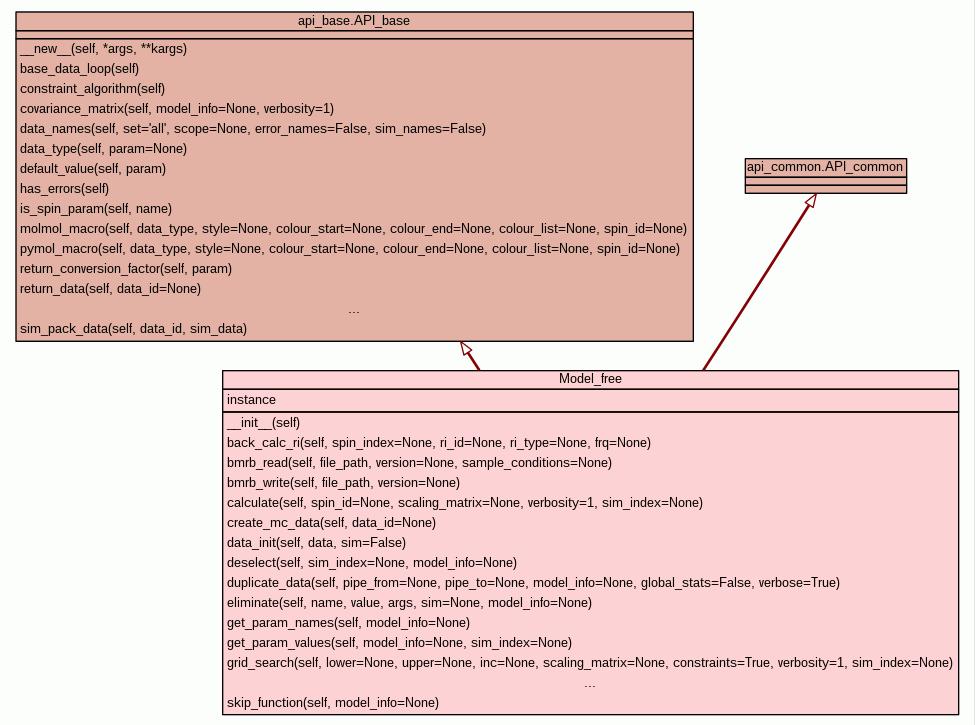 api_base.API_base
__new__(self, *args, **kargs)
base_data_loop(self)
constraint_algorithm(self)
covariance_matrix(self, model_info=None, verbosity=1)
data_names(self, set='all', scope=None, error_names=False, sim_names=False)
data_type(self, param=None)
default_value(self, param)
has_errors(self)
is_spin_param(self, name)
molmol_macro(self, data_type, style=None, colour_start=None, colour_end=None, colour_list=None, spin_id=None)
pymol_macro(self, data_type, style=None, colour_start=None, colour_end=None, colour_list=None, spin_id=None)
return_conversion_factor(self, param)
return_data(self, data_id=None)
...
sim_pack_data(self, data_id, sim_data)
api_common.API_common
Model_free
instance
__init__(self)
back_calc_ri(self, spin_index=None, ri_id=None, ri_type=None, frq=None)
bmrb_read(self, file_path, version=None, sample_conditions=None)
bmrb_write(self, file_path, version=None)
calculate(self, spin_id=None, scaling_matrix=None, verbosity=1, sim_index=None)
create_mc_data(self, data_id=None)
data_init(self, data, sim=False)
deselect(self, sim_index=None, model_info=None)
duplicate_data(self, pipe_from=None, pipe_to=None, model_info=None, global_stats=False, verbose=True)
eliminate(self, name, value, args, sim=None, model_info=None)
get_param_names(self, model_info=None)
get_param_values(self, model_info=None, sim_index=None)
grid_search(self, lower=None, upper=None, inc=None, scaling_matrix=None, constraints=True, verbosity=1, sim_index=None)
...
skip_function(self, model_info=None)